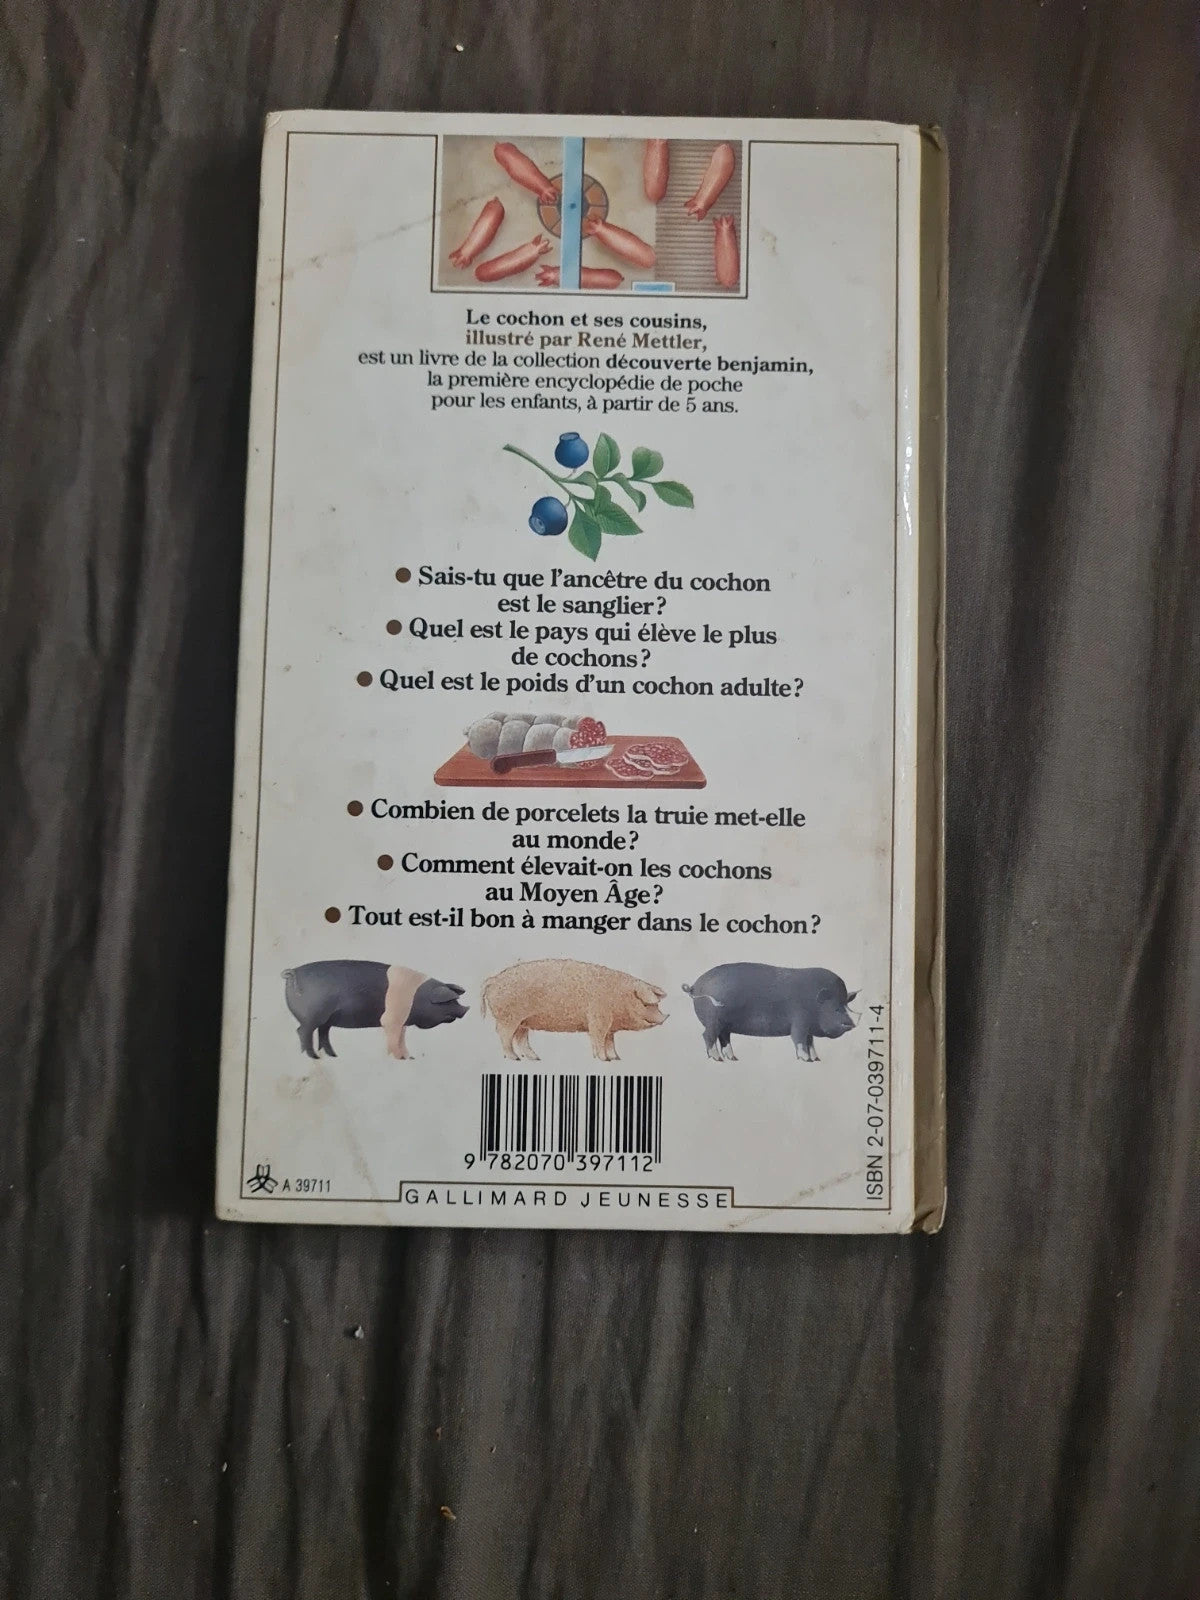 Le cochon et ses cousins,
illustré par René Mettler,
est un livre de la collection découverte benjamin,
la première encyclopédie de poche
pour les enfants, à partir de 5 ans.
● Sais-tu que l'ancêtre du cochon
est le sanglier?
● Quel est le pays qui élève le plus
de cochons?
● Quel est le poids d'un cochon adulte?
● Combien de porcelets la truie met-elle
au monde?
● Comment élevait-on les cochons
au Moyen Âge?
● Tout est-il bon à manger dans le cochon?
9 782070 397112
ISBN 2-07-039711-4
A 39711
GALLIMARD JEUNESSE